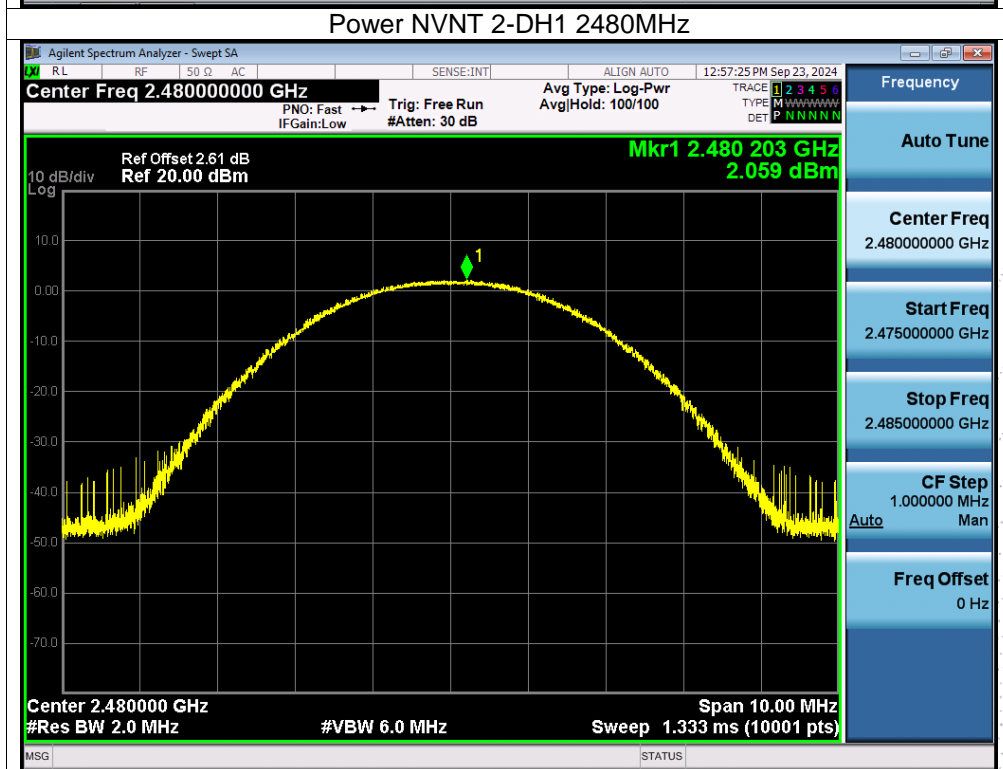 Power NVNT 2-DH1 2480MHz
Agilent Spectrum Analyzer - Swept SA
LXI RL RF 50 Ω AC SENSE:INT ALIGN AUTO 12:57:25 PM Sep 23, 2024
Center Freq 2.480000000 GHz
PNO: Fast
IFGain:Low
Trig: Free Run
#Atten: 30 dB
Avg Type: Log-Pwr
Avg|Hold: 100/100
TRACE 1 2 3 4 5 6
TYPE M WWWWW
DET P N N N N N
Ref Offset 2.61 dB
10 dB/div Ref 20.00 dBm
Log
Mkr1 2.480 203 GHz
2.059 dBm
10.0
0.00
-10.0
-20.0
-30.0
-40.0
-50.0
-60.0
-70.0
1
Center 2.480000 GHz Span 10.00 MHz
#Res BW 2.0 MHz #VBW 6.0 MHz Sweep 1.333 ms (10001 pts)
MSG STATUS
Frequency
Auto Tune
Center Freq
2.480000000 GHz
Start Freq
2.475000000 GHz
Stop Freq
2.485000000 GHz
CF Step
1.000000 MHz
Auto Man
Freq Offset
0 Hz